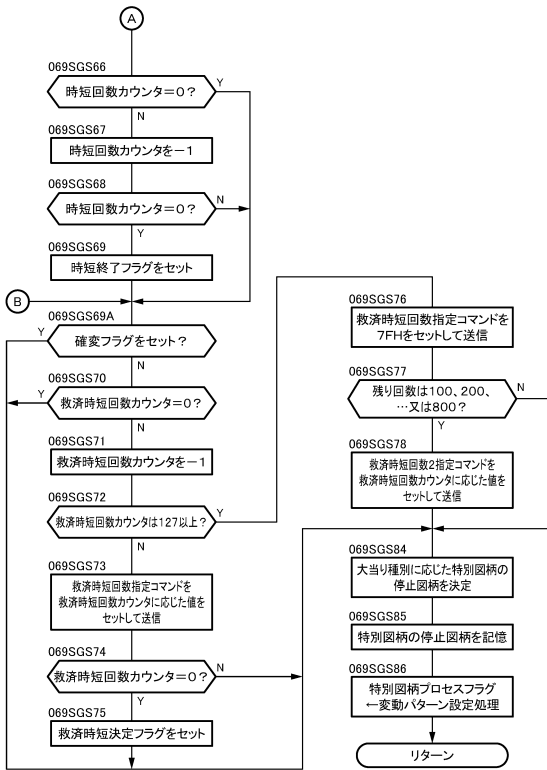 A
069SGS66
時短回数カウンタ＝0？
Y
N
069SGS67
時短回数カウンタを－1
069SGS68
時短回数カウンタ＝0？
N
Y
069SGS69
時短終了フラグをセット
B
069SGS69A
Y
確変フラグをセット？
N
069SGS70
Y
救済時短回数カウンタ＝0？
N
069SGS71
救済時短回数カウンタを－1
069SGS72
救済時短回数カウンタは127以上？
Y
N
069SGS73
救済時短回数指定コマンドを
救済時短回数カウンタに応じた値を
セットして送信
069SGS74
救済時短回数カウンタ＝0？
N
Y
069SGS75
救済時短決定フラグをセット
069SGS76
救済時短回数指定コマンドを
7FHをセットして送信
069SGS77
残り回数は100、200、
…又は800？
N
Y
069SGS78
救済時短回数2指定コマンドを
救済時短回数カウンタに応じた値を
セットして送信
069SGS84
大当り種別に応じた特別図柄の
停止図柄を決定
069SGS85
特別図柄の停止図柄を記憶
069SGS86
特別図柄プロセスフラグ
←変動パターン設定処理
リターン